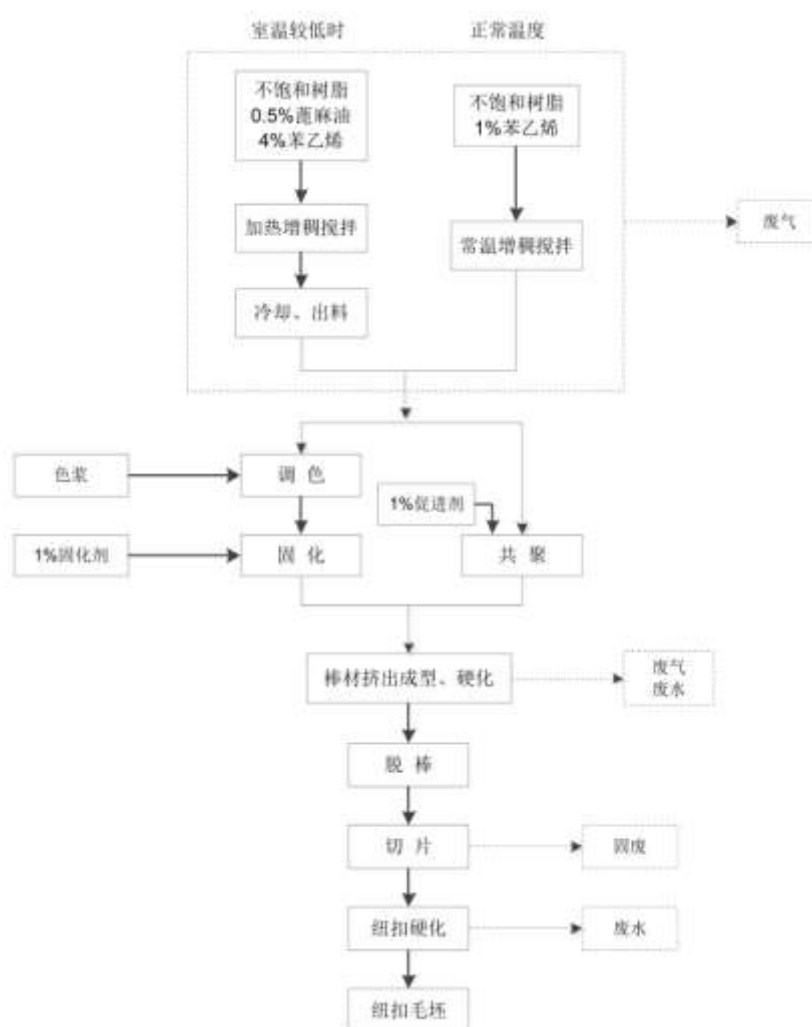 室温较低时
正常温度
不饱和树脂
0.5%蓖麻油
4%苯乙烯
不饱和树脂
1%苯乙烯
加热增稠搅拌
常温增稠搅拌
废气
冷却、出料
色浆
调 色
1%促进剂
1%固化剂
固 化
共 聚
棒材挤出成型、硬化
废气
废水
脱 棒
切 片
固废
纽扣硬化
废水
纽扣毛坯